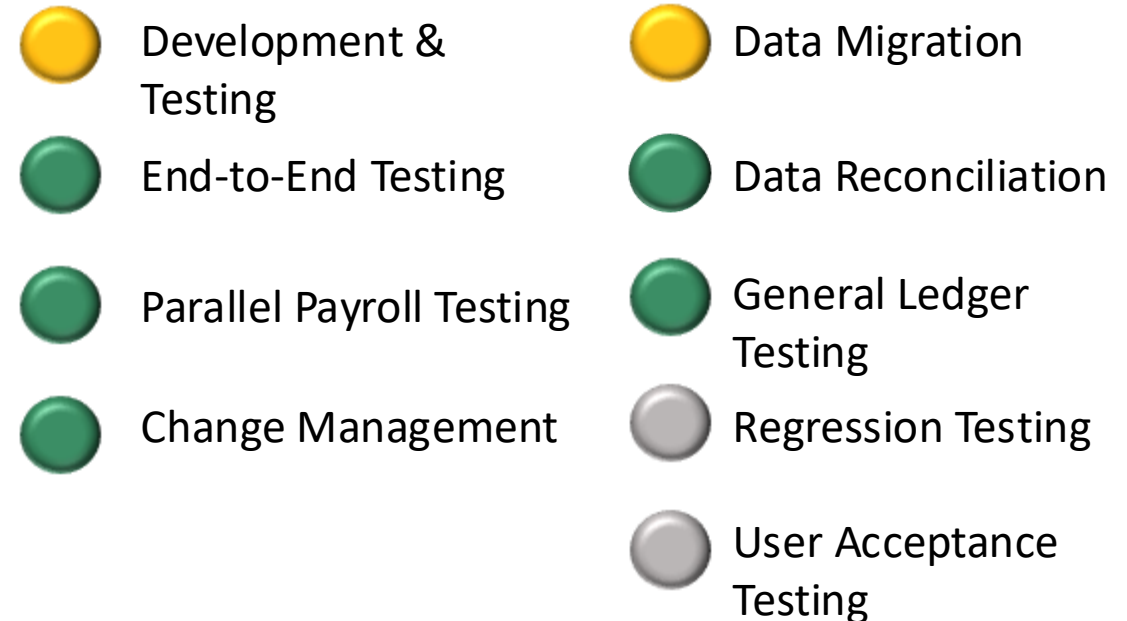 Development &
Testing
End-to-End Testing
Parallel Payroll Testing
Change Management
Data Migration
Data Reconciliation
General Ledger
Testing
Regression Testing
User Acceptance
Testing